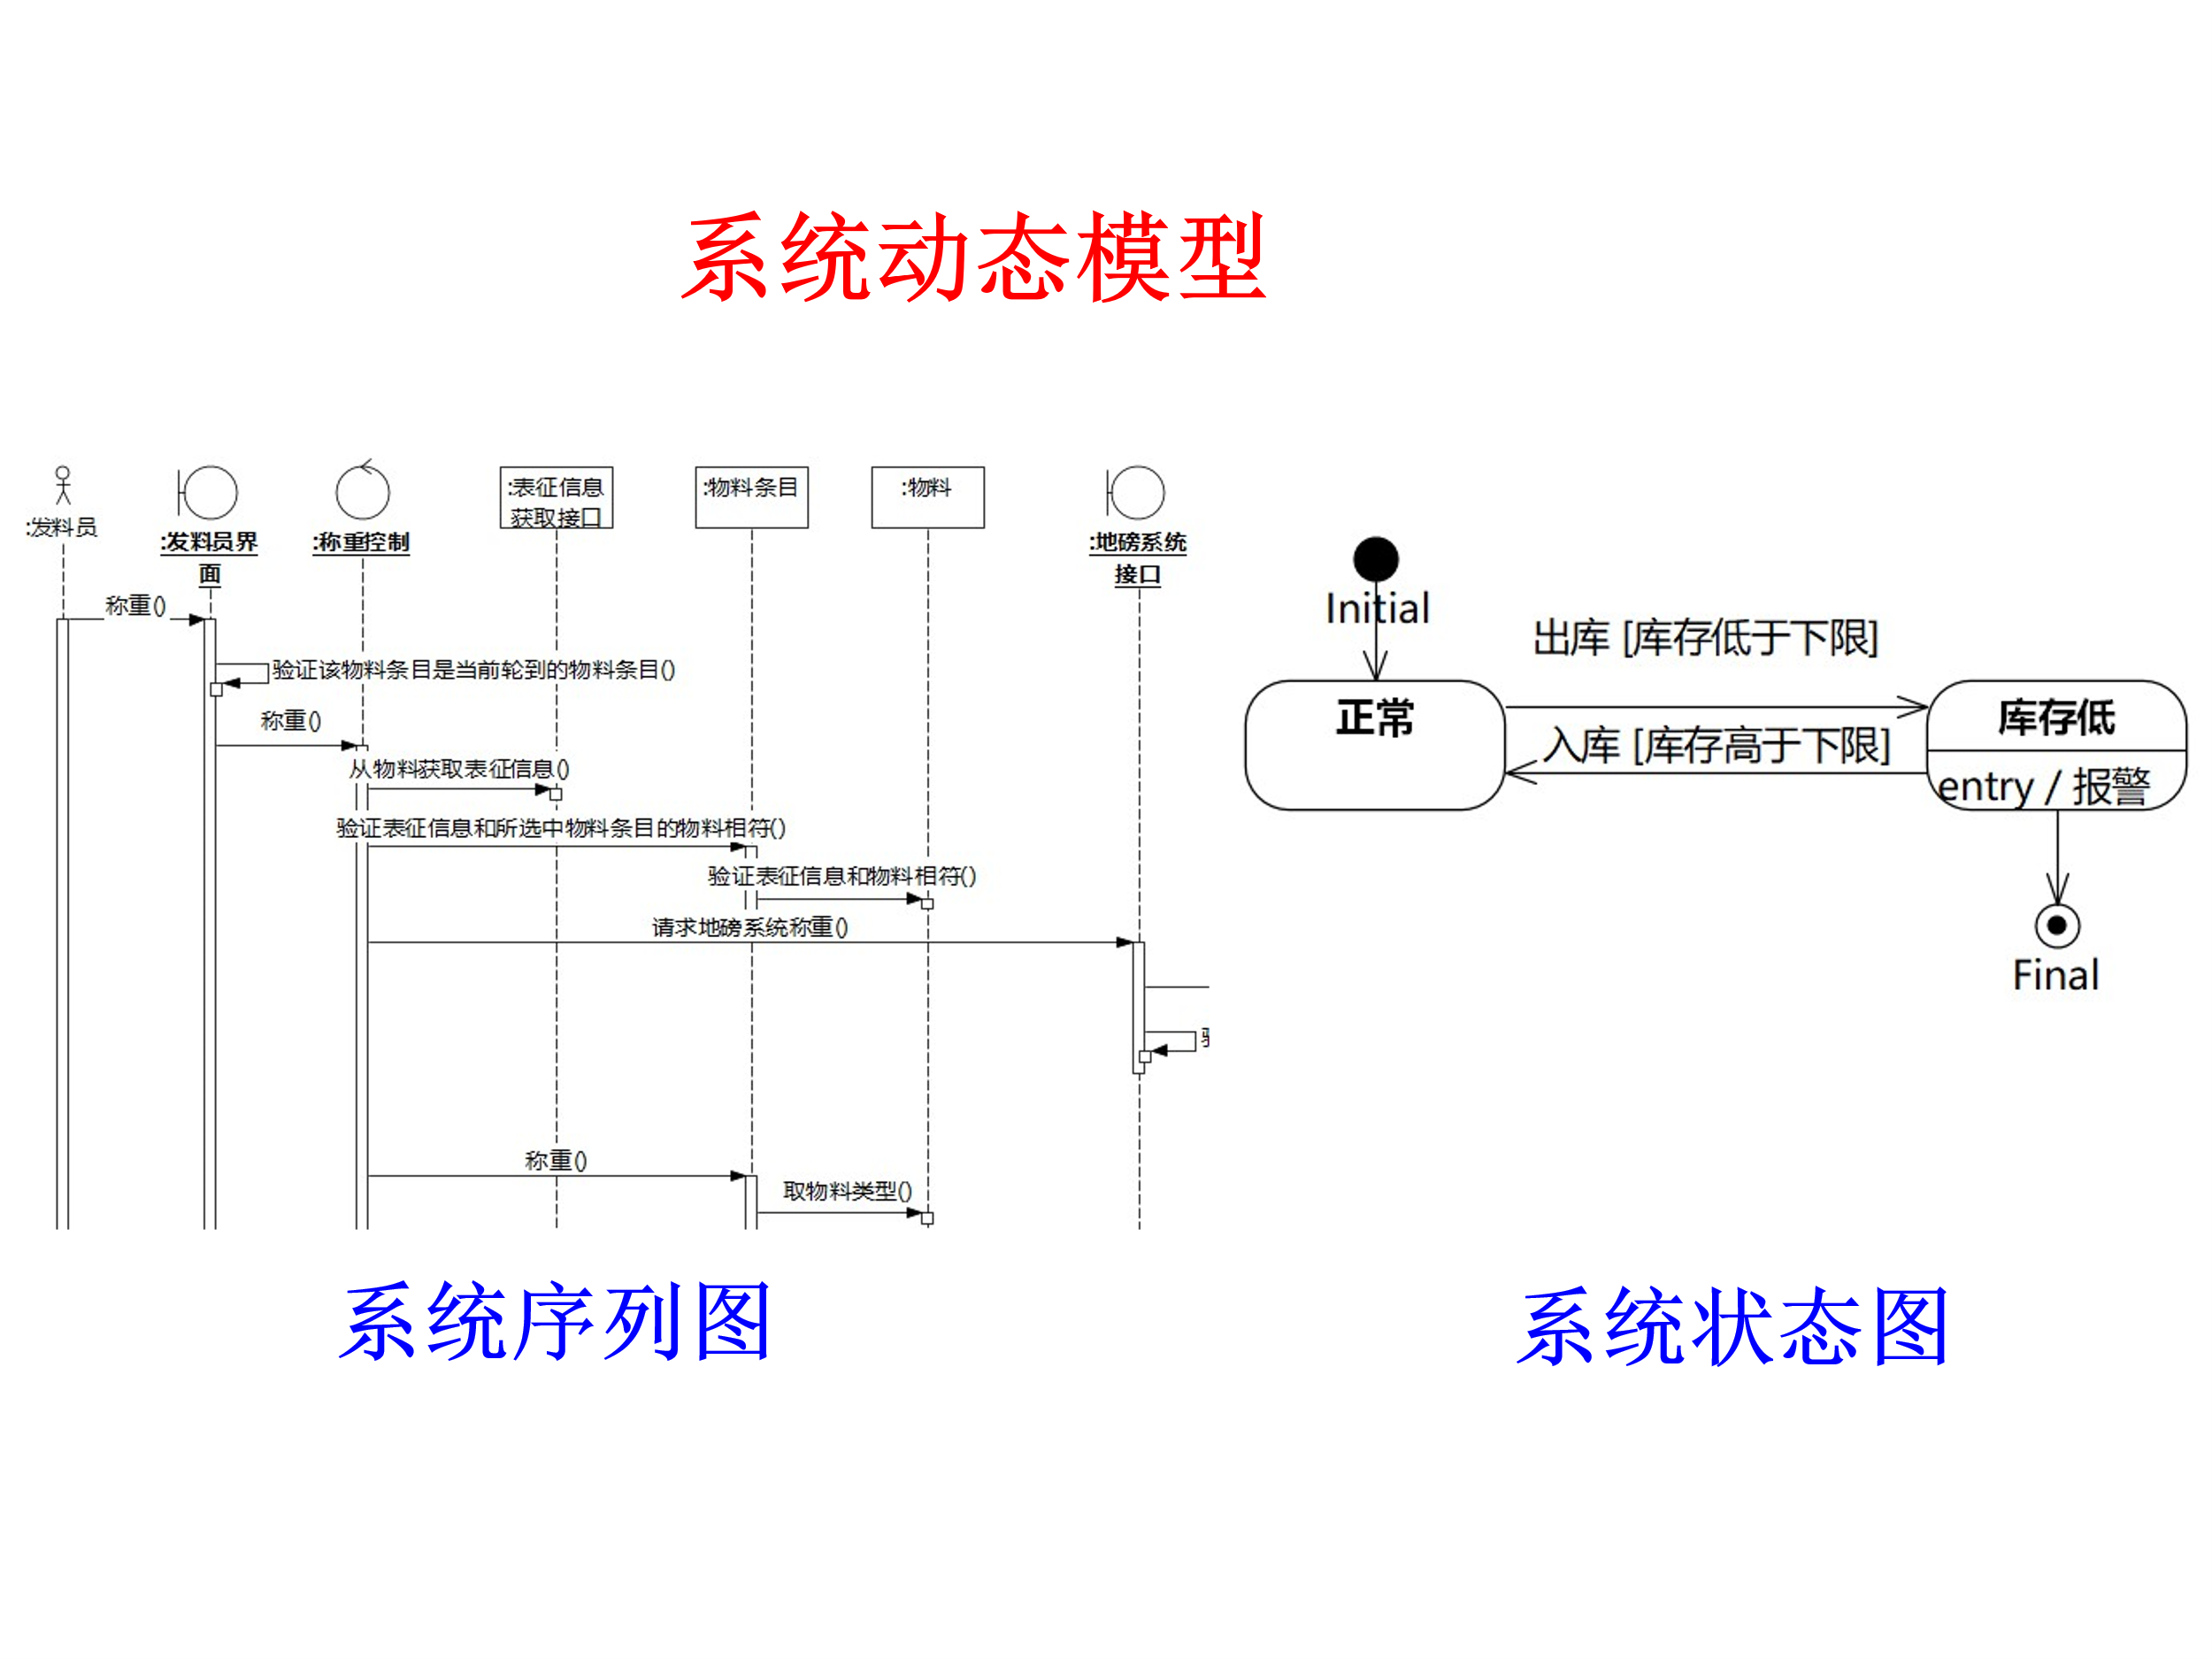 系统动态模型
:发料员
:发料员界
面
:称重控制
:表征信息
获取接口
:物料条目
:物料
:地磅系统
接口
称重()
验证该物料条目是当前轮到的物料条目()
称重()
从物料获取表征信息()
验证表征信息和所选中物料条目的物料相符()
验证表征信息和物料相符()
请求地磅系统称重()
称重()
取物料类型()
Initial
出库 [库存低于下限]
正常
库存低
入库 [库存高于下限]
entry / 报警
Final
系统序列图
系统状态图